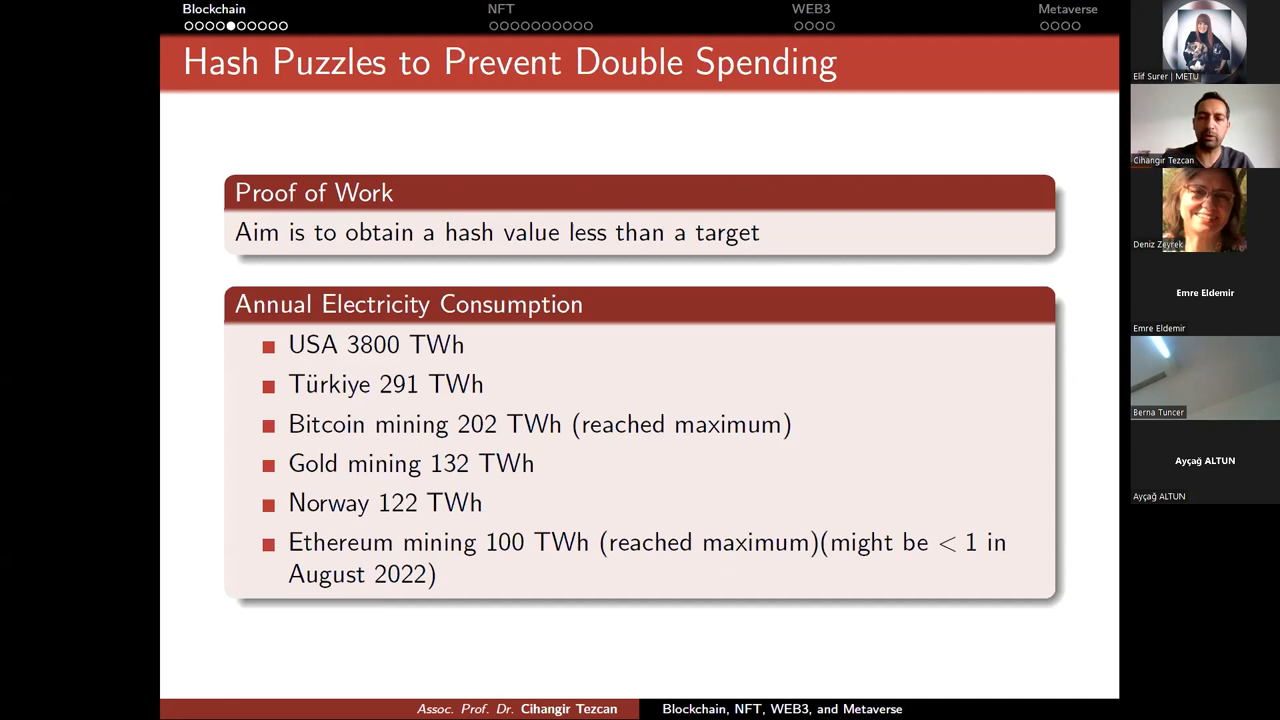 Blockchain
NFT
WEB3
Metaverse
Hash Puzzles to Prevent Double Spending
Proof of Work
Aim is to obtain a hash value less than a target
Annual Electricity Consumption
USA 3800 TWh
Türkiye 291 TWh
Bitcoin mining 202 TWh (reached maximum)
Gold mining 132 TWh
Norway 122 TWh
Ethereum mining 100 TWh (reached maximum)(might be < 1 in
August 2022)
Assoc. Prof. Dr. Cihangir Tezcan
Blockchain, NFT, WEB3, and Metaverse
Elif Surer | METU
Cihangir Tezcan
Deniz Zeyrek
Emre Eldemir
Emre Eldemir
Berna Tuncer
Ayçağ ALTUN
Ayçağ ALTUN